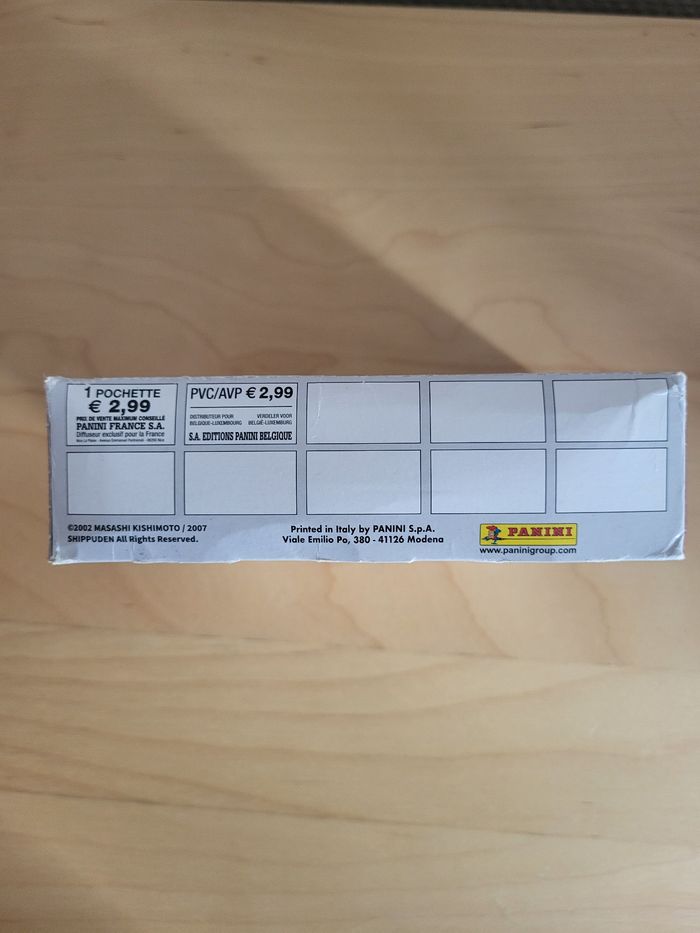 1 POCHETTE
€ 2,99
PRIX DE VENTE MAXIMUM CONSEILLÉ
PANINI FRANCE S.A.
Diffuseur exclusif pour la France
PVC/AVP € 2,99
DISTRIBUTEUR POUR VERDELER VOOR
BELGIQUE-LUXEMBOURG BELGIË-LUXEMBURG
S.A. EDITIONS PANINI BELGIQUE
©2002 MASASHI KISHIMOTO / 2007
SHIPPUDEN All Rights Reserved.
Printed in Italy by PANINI S.p.A.
Viale Emilio Po, 380 - 41126 Modena
PANINI
www.paninigroup.com